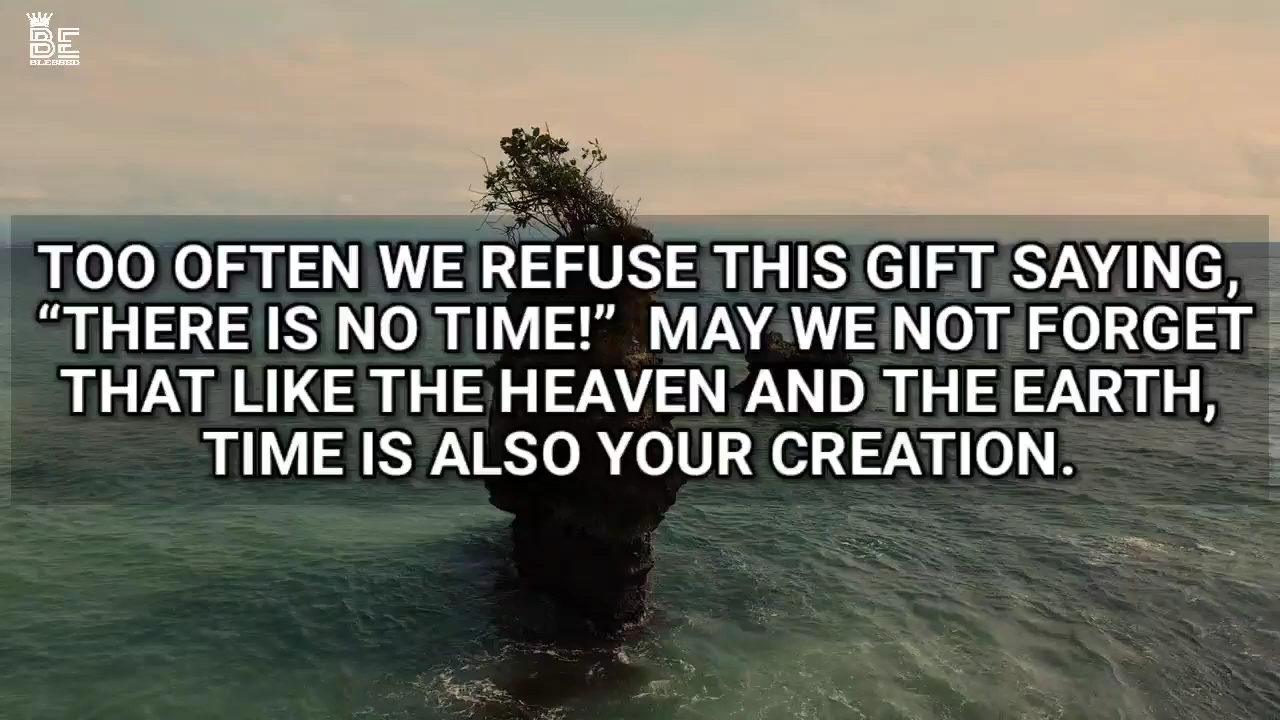 BE
BLESSED
TOO OFTEN WE REFUSE THIS GIFT SAYING,
“THERE IS NO TIME!”  MAY WE NOT FORGET
THAT LIKE THE HEAVEN AND THE EARTH,
TIME IS ALSO YOUR CREATION.